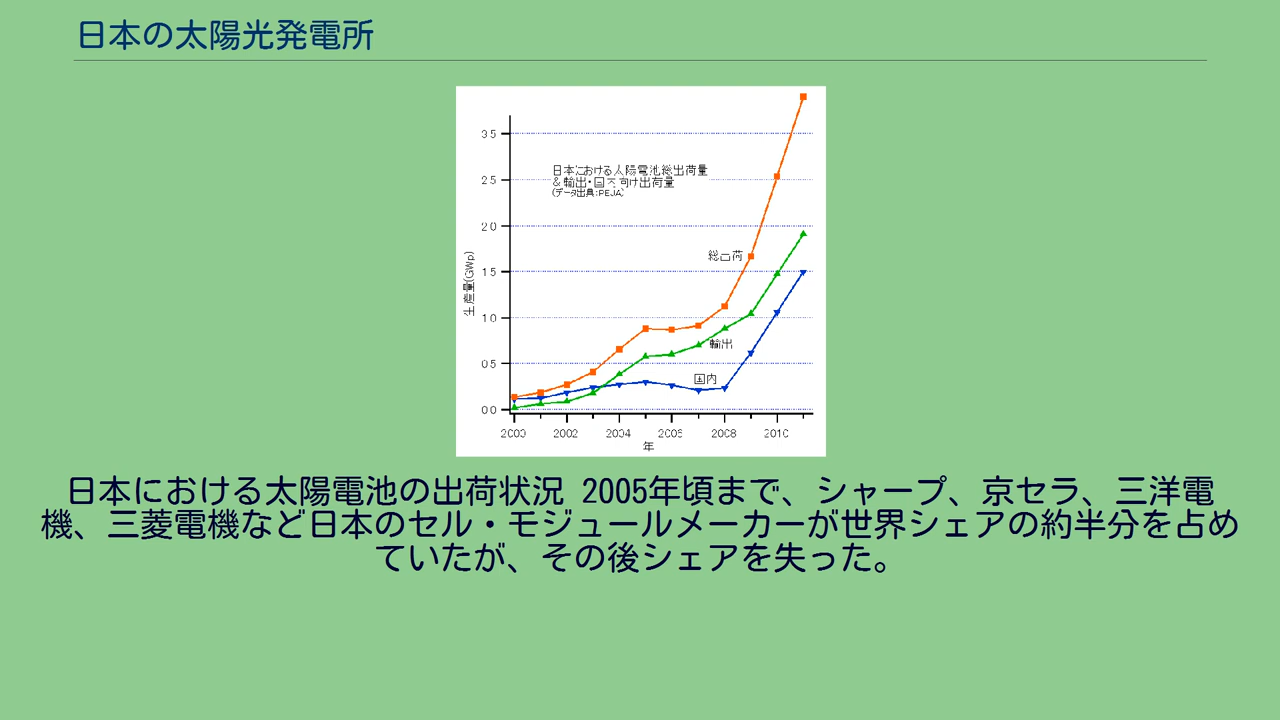 日本の太陽光発電所
日本における太陽電池総出荷量
&輸出・国内向け出荷量
(データ出典:PEJA)
3.5
2.5
2.0
1.5
1.0
0.5
0.0
生産量(GWp)
総出荷
輸出
国内
2000 2002 2004 2006 2008 2010
年
日本における太陽電池の出荷状況 2005年頃まで、シャープ、京セラ、三洋電
機、三菱電機など日本のセル・モジュールメーカーが世界シェアの約半分を占め
ていたが、その後シェアを失った。